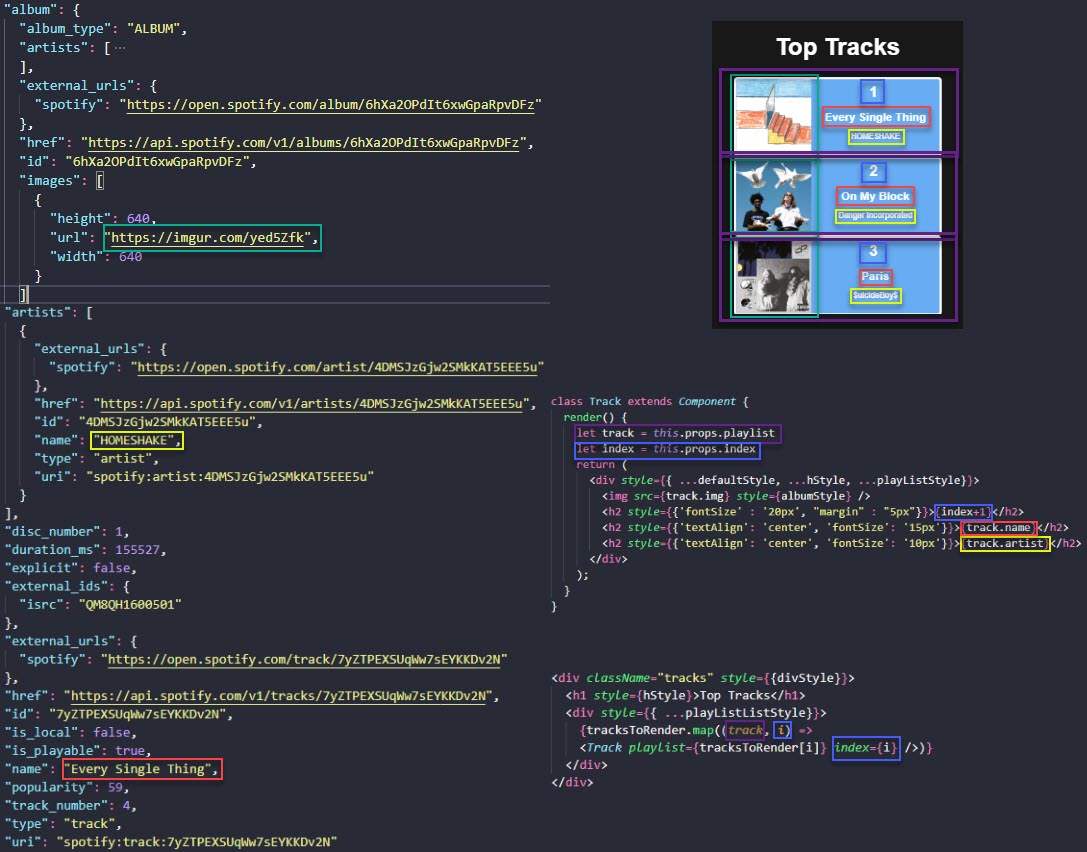 "album": {
"album_type": "ALBUM",
"artists": [ ...
],
"external_urls": {
"spotify": "https://open.spotify.com/album/6hXa2OPdIt6xwGpaRpvDFz"
},
"href": "https://api.spotify.com/v1/albums/6hXa2OPdIt6xwGpaRpvDFz",
"id": "6hXa2OPdIt6xwGpaRpvDFz",
"images": [
{
"height": 640,
"url": "https://imgur.com/yed5Zfk",
"width": 640
}
]
"artists": [
{
"external_urls": {
"spotify": "https://open.spotify.com/artist/4DMSJzGjw2SMkKAT5EEE5u"
},
"href": "https://api.spotify.com/v1/artists/4DMSJzGjw2SMkKAT5EEE5u",
"id": "4DMSJzGjw2SMkKAT5EEE5u",
"name": "HOMESHAKE",
"type": "artist",
"uri": "spotify:artist:4DMSJzGjw2SMkKAT5EEE5u"
}
],
"disc_number": 1,
"duration_ms": 155527,
"explicit": false,
"external_ids": {
"isrc": "QM8QH1600501"
},
"external_urls": {
"spotify": "https://open.spotify.com/track/7yZTPEXSUqWw7sEYKKDv2N"
},
"href": "https://api.spotify.com/v1/tracks/7yZTPEXSUqWw7sEYKKDv2N",
"id": "7yZTPEXSUqWw7sEYKKDv2N",
"is_local": false,
"is_playable": true,
"name": "Every Single Thing",
"popularity": 59,
"track_number": 4,
"type": "track",
"uri": "spotify:track:7yZTPEXSUqWw7sEYKKDv2N"
Top Tracks
1
Every Single Thing
HOMESHAKE
2
On My Block
Danger Incorporated
3
Paris
$uicideBoy$
class Track extends Component {
render() {
let track = this.props.playlist
let index = this.props.index
return (
<div style={{ ...defaultStyle, ...hStyle, ...playListStyle}}>
<img src={track.img} style={albumStyle} />
<h2 style={{'fontSize' : '20px', "margin" : "5px"}}>{index+1}</h2>
<h2 style={{'textAlign': 'center', 'fontSize': '15px'}}>{track.name}</h2>
<h2 style={{'textAlign': 'center', 'fontSize': '10px'}}>{track.artist}</h2>
</div>
);
}
}
<div className="tracks" style={{divStyle}}>
<h1 style={hStyle}>Top Tracks</h1>
<div style={{ ...playListListStyle}}>
{tracksToRender.map((track, i) =>
<Track playlist={tracksToRender[i]} index={i} />)}
</div>
</div>